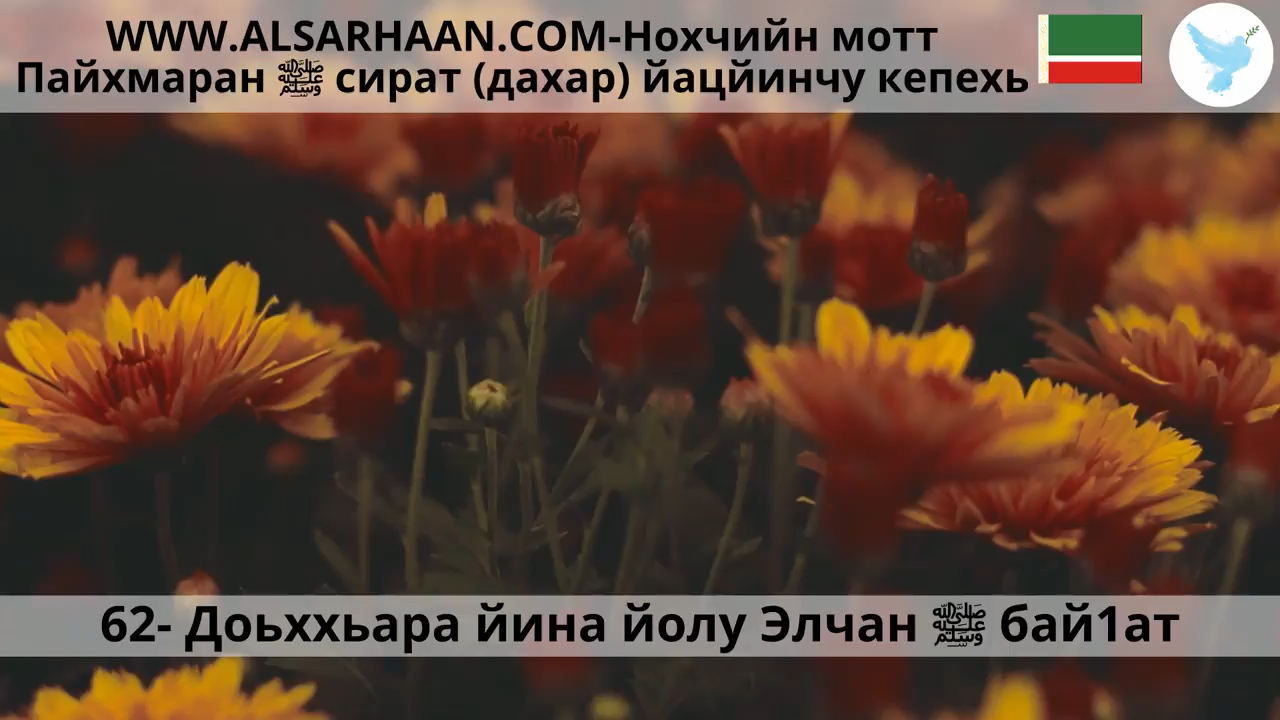 WWW.ALSARHAAN.COM-Нохчийн мотт
Пайхмаран ﷺ сират (дахар) йацйинчу кепехь
62- Доьххьара йина йолу Элчан ﷺ бай1ат